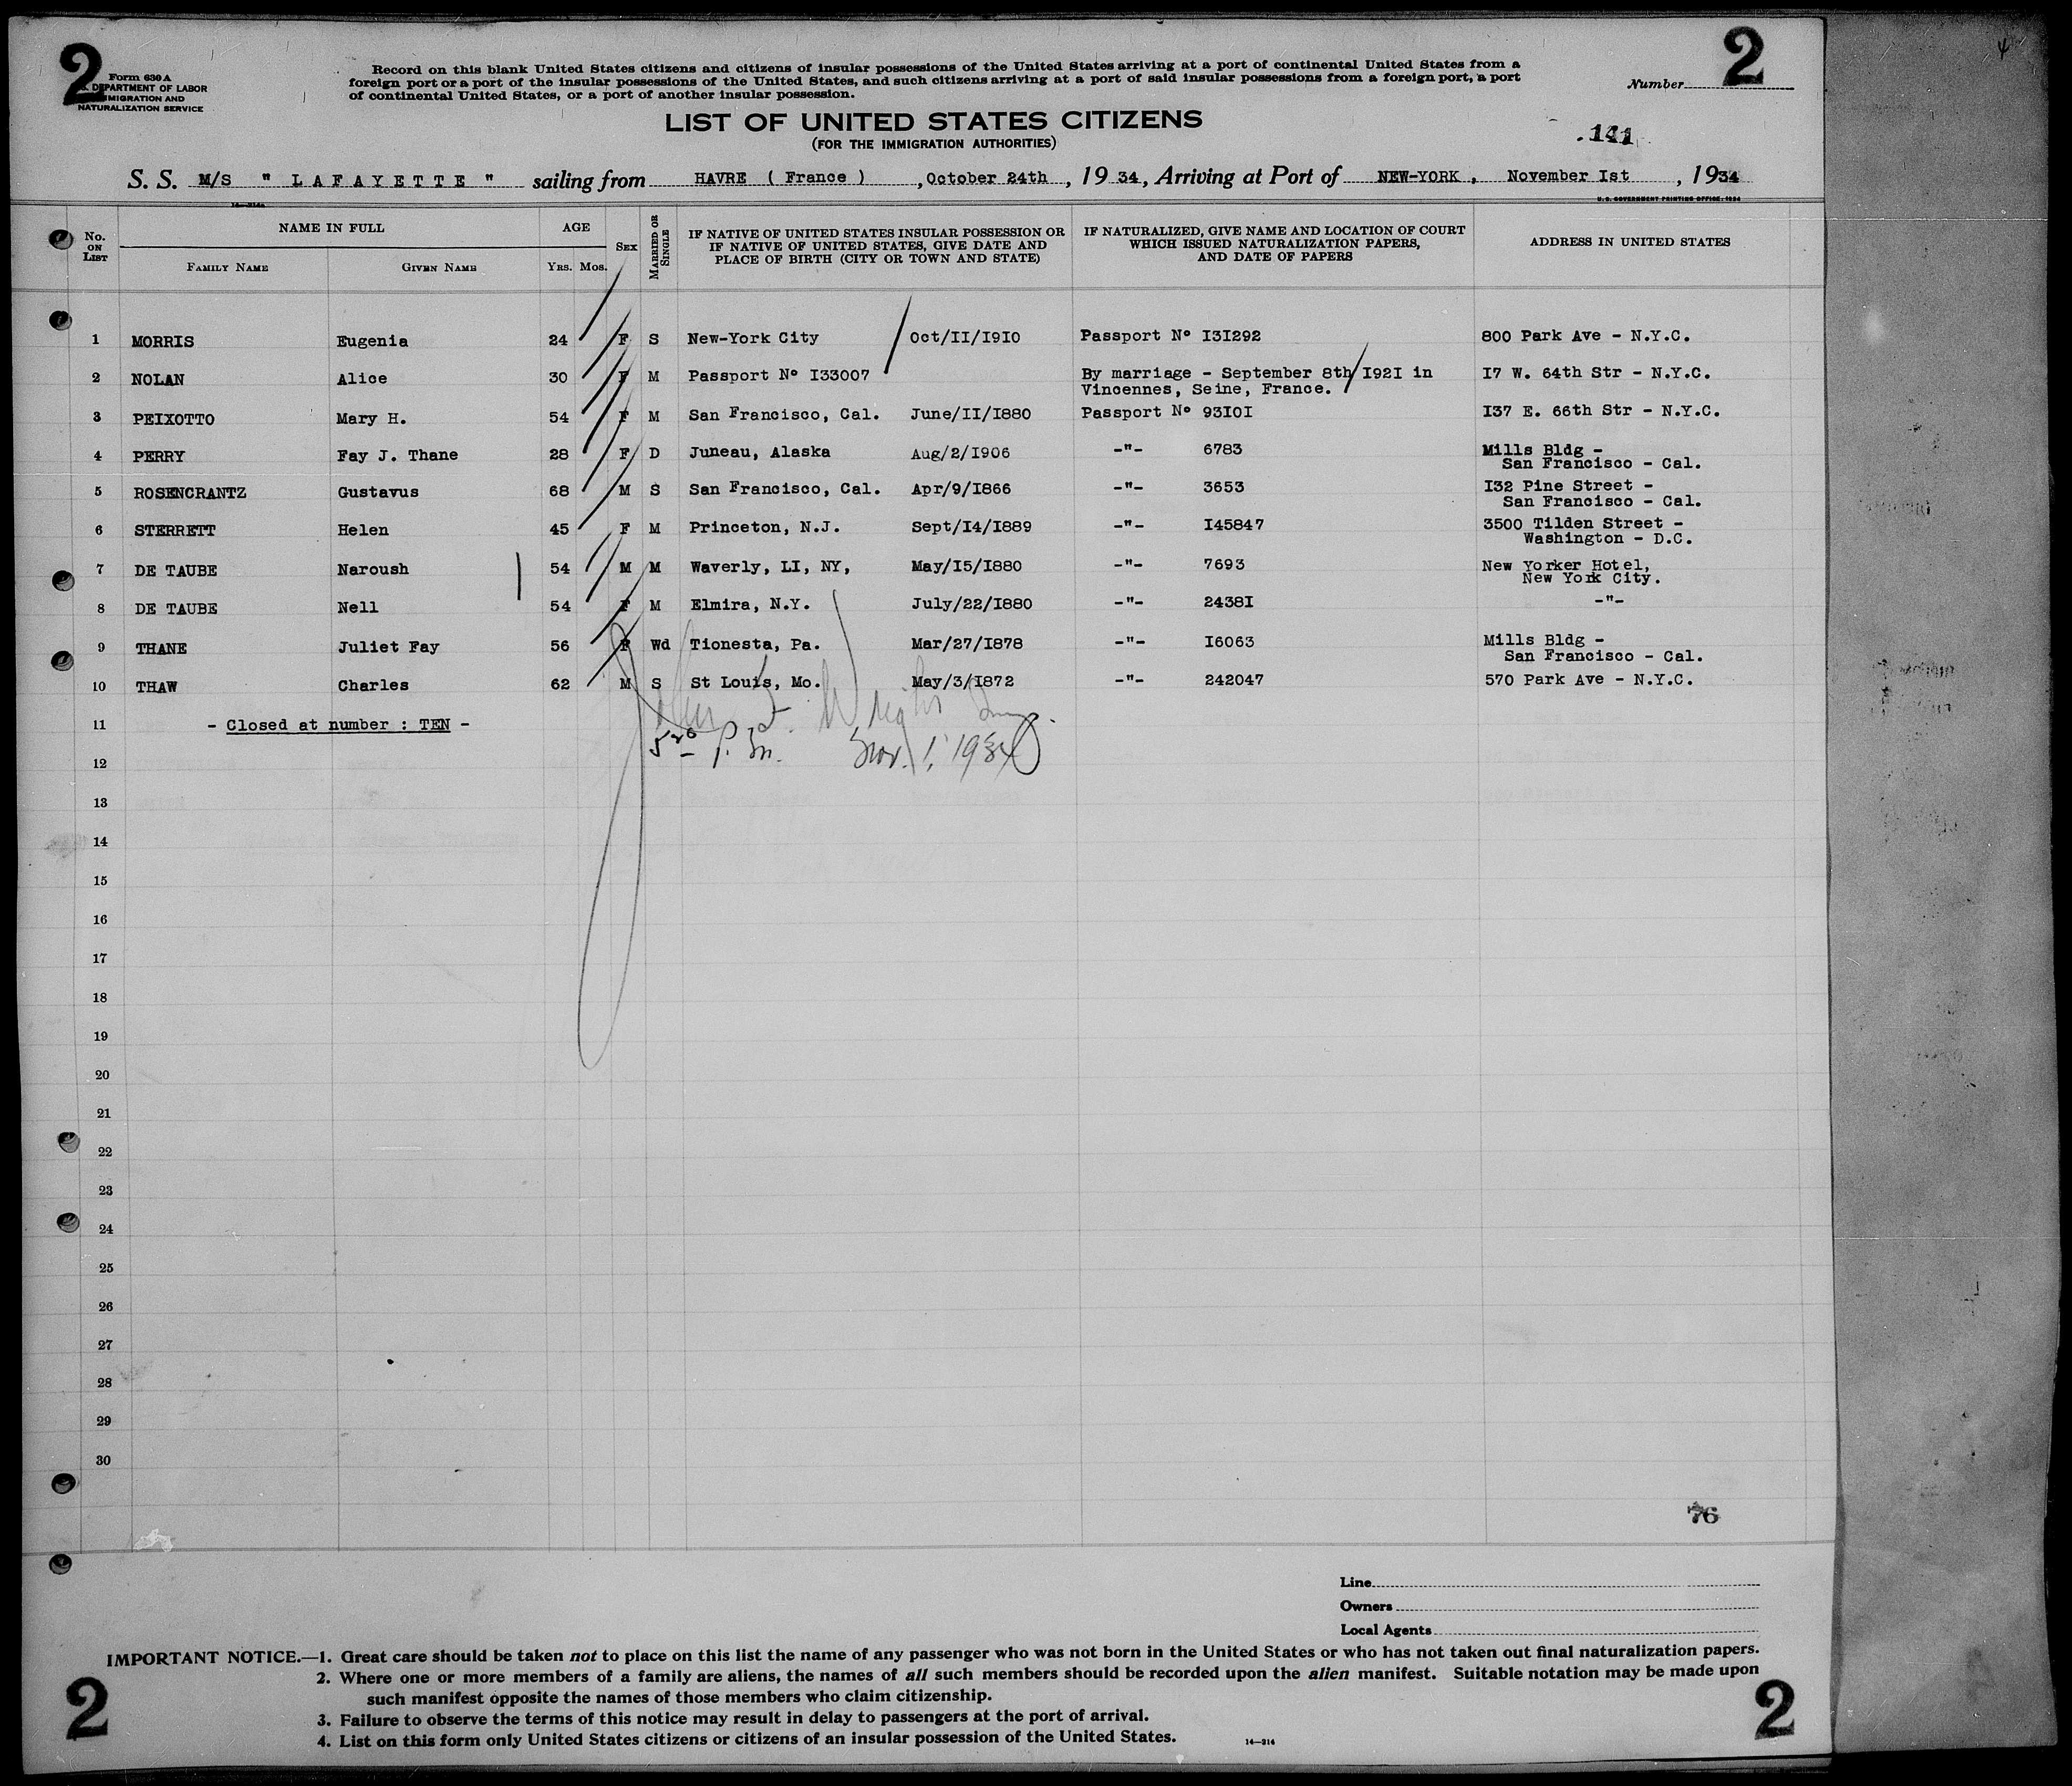 2
2
Form 630 A
DEPARTMENT OF LABOR
IMMIGRATION AND
NATURALIZATION SERVICE
Record on this blank United States citizens and citizens of insular possessions of the United States arriving at a port of continental United States from a
foreign port or a port of the insular possessions of the United States, and such citizens arriving at a port of said insular possessions from a foreign port, a port
of continental United States, or a port of another insular possession.
Number
LIST OF UNITED STATES CITIZENS
(FOR THE IMMIGRATION AUTHORITIES)
141
S. S. M/S " LAFAYETTE " sailing from HAVRE ( France ) , October 24th , 19 34, Arriving at Port of NEW-YORK , November Ist , 1934
U. S. GOVERNMENT PRINTING OFFICE: 1934
No. ON LIST NAME IN FULL AGE SEX MARRIED OR SINGLE IF NATIVE OF UNITED STATES INSULAR POSSESSION OR IF NATIVE OF UNITED STATES, GIVE DATE AND PLACE OF BIRTH (CITY OR TOWN AND STATE) IF NATURALIZED, GIVE NAME AND LOCATION OF COURT WHICH ISSUED NATURALIZATION PAPERS, AND DATE OF PAPERS ADDRESS IN UNITED STATES
FAMILY NAME GIVEN NAME YRS. MOS.
1 MORRIS Eugenia 24 F S New-York City Oct/II/I9I0 Passport Nº I3I292 800 Park Ave - N.Y.C.
2 NOLAN Alice 30 F M Passport Nº I33007 By marriage - September 8th/I92I in I7 W. 64th Str - N.Y.C.
Vincennes, Seine, France.
3 PEIXOTTO Mary H. 54 F M San Francisco, Cal. June/II/I880 Passport Nº 93I0I I37 E. 66th Str - N.Y.C.
4 PERRY Fay J. Thane 28 F D Juneau, Alaska Aug/2/I906 -"- 6783 Mills Bldg -
San Francisco - Cal.
5 ROSENCRANTZ Gustavus 68 M S San Francisco, Cal. Apr/9/I866 -"- 3653 I32 Pine Street -
San Francisco - Cal.
6 STERRETT Helen 45 F M Princeton, N.J. Sept/I4/I889 -"- I45847 3500 Tilden Street -
Washington - D.C.
7 DE TAUBE Naroush 54 M M Waverly, LI, NY, May/I5/I880 -"- 7693 New Yorker Hotel,
New York City.
8 DE TAUBE Nell 54 F M Elmira, N.Y. July/22/I880 -"- 2438I -"-
9 THANE Juliet Fay 56 F Wd Tionesta, Pa. Mar/27/I878 -"- I6063 Mills Bldg -
San Francisco - Cal.
10 THAW Charles 62 M S St Louis, Mo. May/3/I872 -"- 242047 570 Park Ave - N.Y.C.
11 - Closed at number : TEN -
12 P. M. Nov. 1, 1934
13
14
15
16
17
18
19
20
21
22
23
24
25
26
27
28
29
30
76
Line
Owners
Local Agents
IMPORTANT NOTICE.—1. Great care should be taken not to place on this list the name of any passenger who was not born in the United States or who has not taken out final naturalization papers.
2. Where one or more members of a family are aliens, the names of all such members should be recorded upon the alien manifest. Suitable notation may be made upon
such manifest opposite the names of those members who claim citizenship.
3. Failure to observe the terms of this notice may result in delay to passengers at the port of arrival.
4. List on this form only United States citizens or citizens of an insular possession of the United States.
14—314
2
2